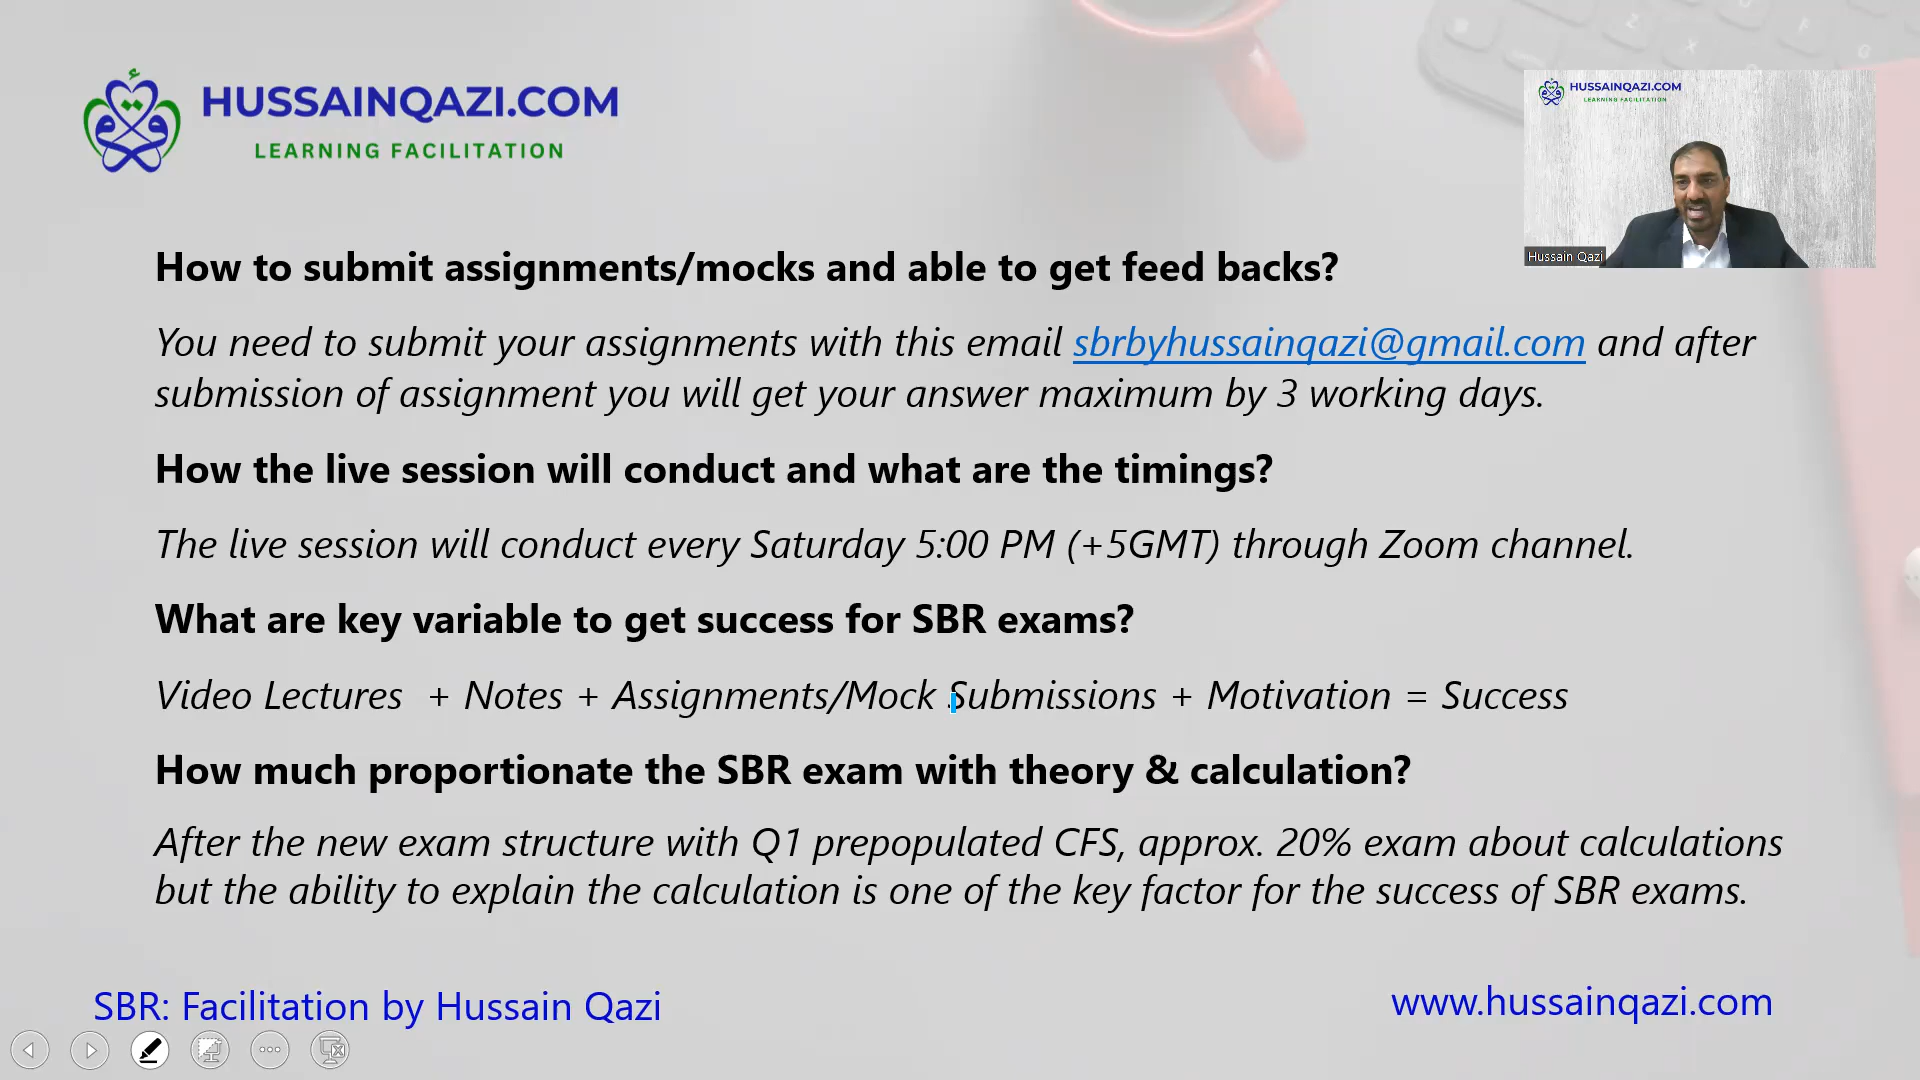 HUSSAINQAZI.COM
LEARNING FACILITATION
HUSSAINQAZI.COM
LEARNING FACILITATION
Hussain Qazi
How to submit assignments/mocks and able to get feed backs?
You need to submit your assignments with this email sbrbyhussainqazi@gmail.com and after
submission of assignment you will get your answer maximum by 3 working days.
How the live session will conduct and what are the timings?
The live session will conduct every Saturday 5:00 PM (+5GMT) through Zoom channel.
What are key variable to get success for SBR exams?
Video Lectures + Notes + Assignments/Mock Submissions + Motivation = Success
How much proportionate the SBR exam with theory & calculation?
After the new exam structure with Q1 prepopulated CFS, approx. 20% exam about calculations
but the ability to explain the calculation is one of the key factor for the success of SBR exams.
SBR: Facilitation by Hussain Qazi
www.hussainqazi.com